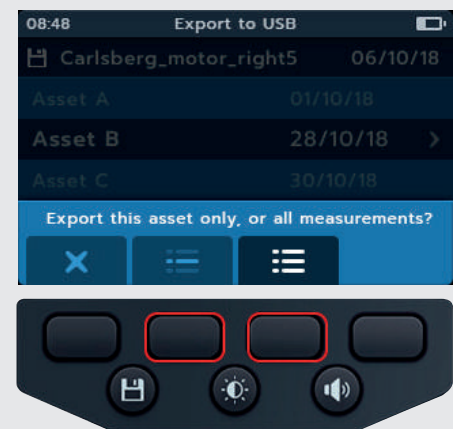 08:48 Export to USB
Carlsberg_motor_right5 06/10/18
Asset A 01/10/18
Asset B 28/10/18 >
Asset C 30/10/18
Export this asset only, or all measurements?